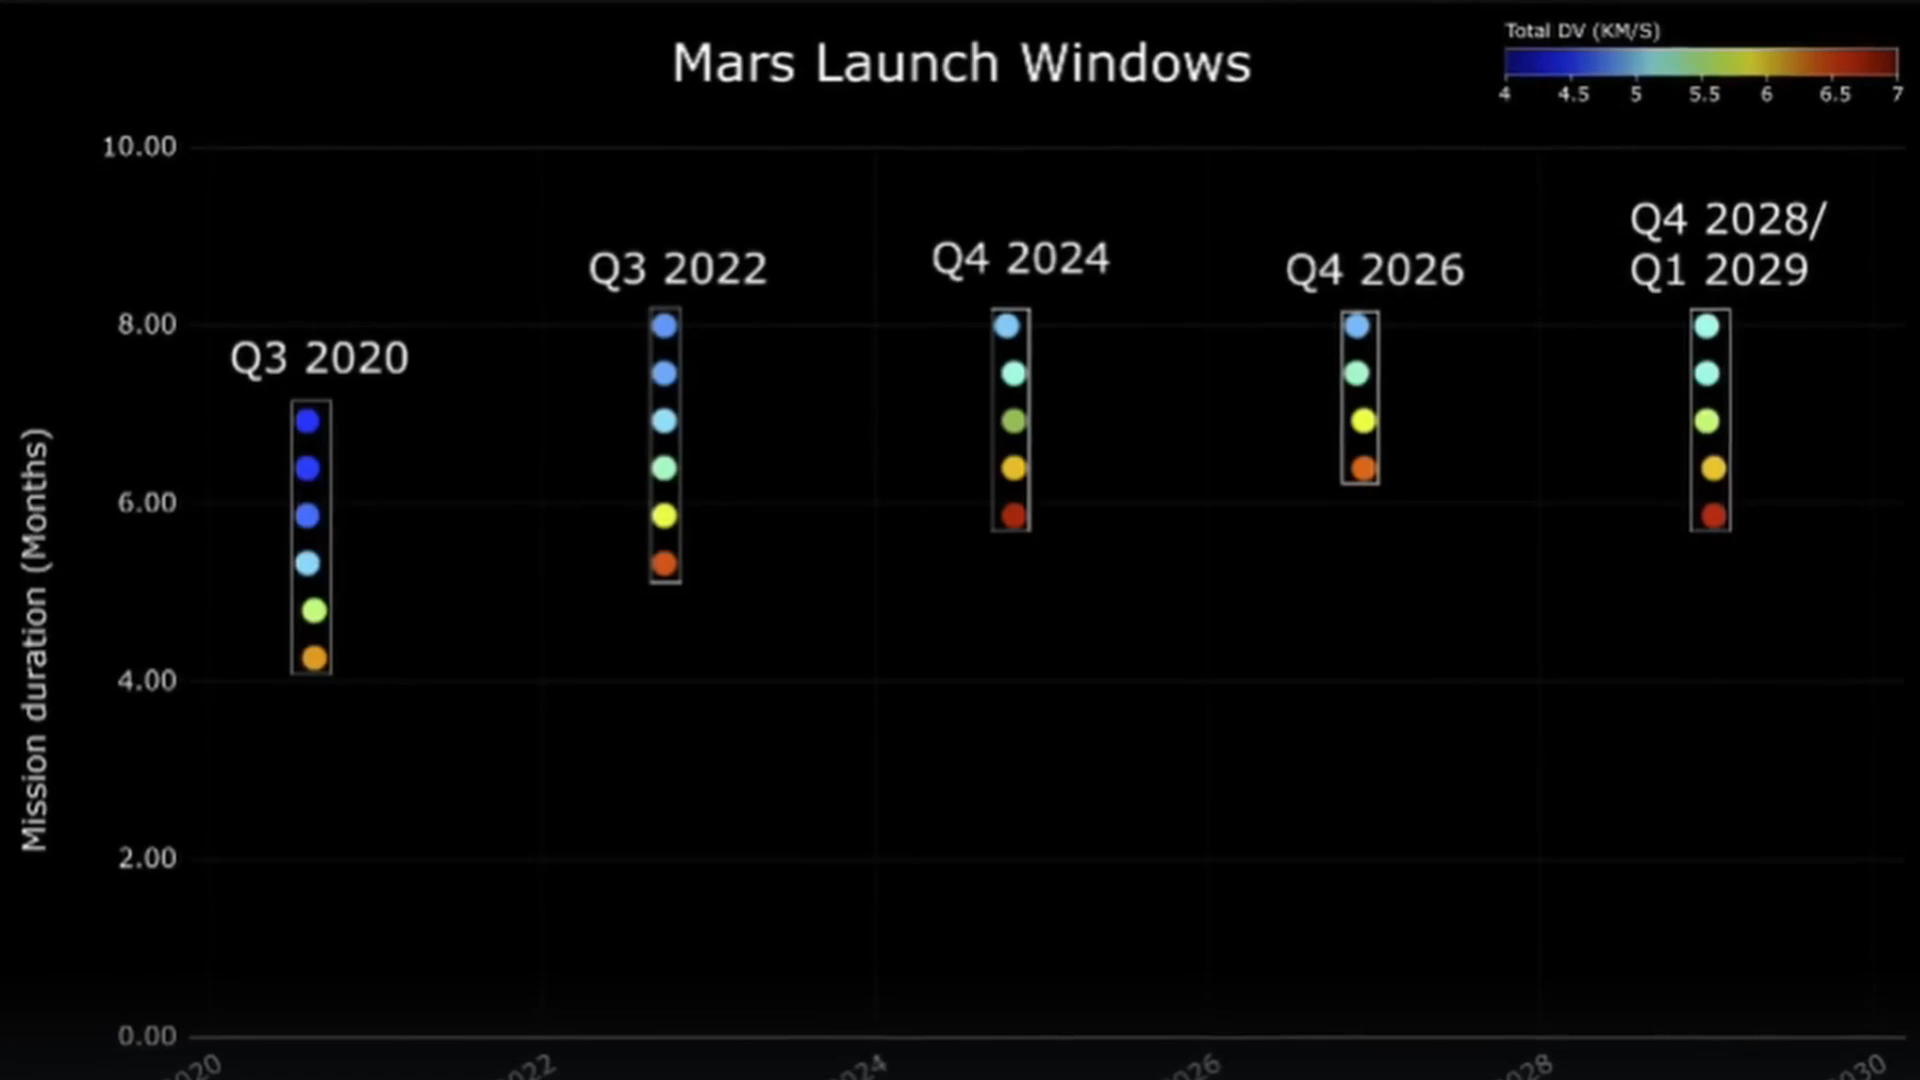 Mars Launch Windows
Total DV (KM/S)
4 4.5 5 5.5 6 6.5 7
10.00
8.00
6.00
4.00
2.00
0.00
Mission duration (Months)
Q3 2020
Q3 2022
Q4 2024
Q4 2026
Q4 2028/
Q1 2029